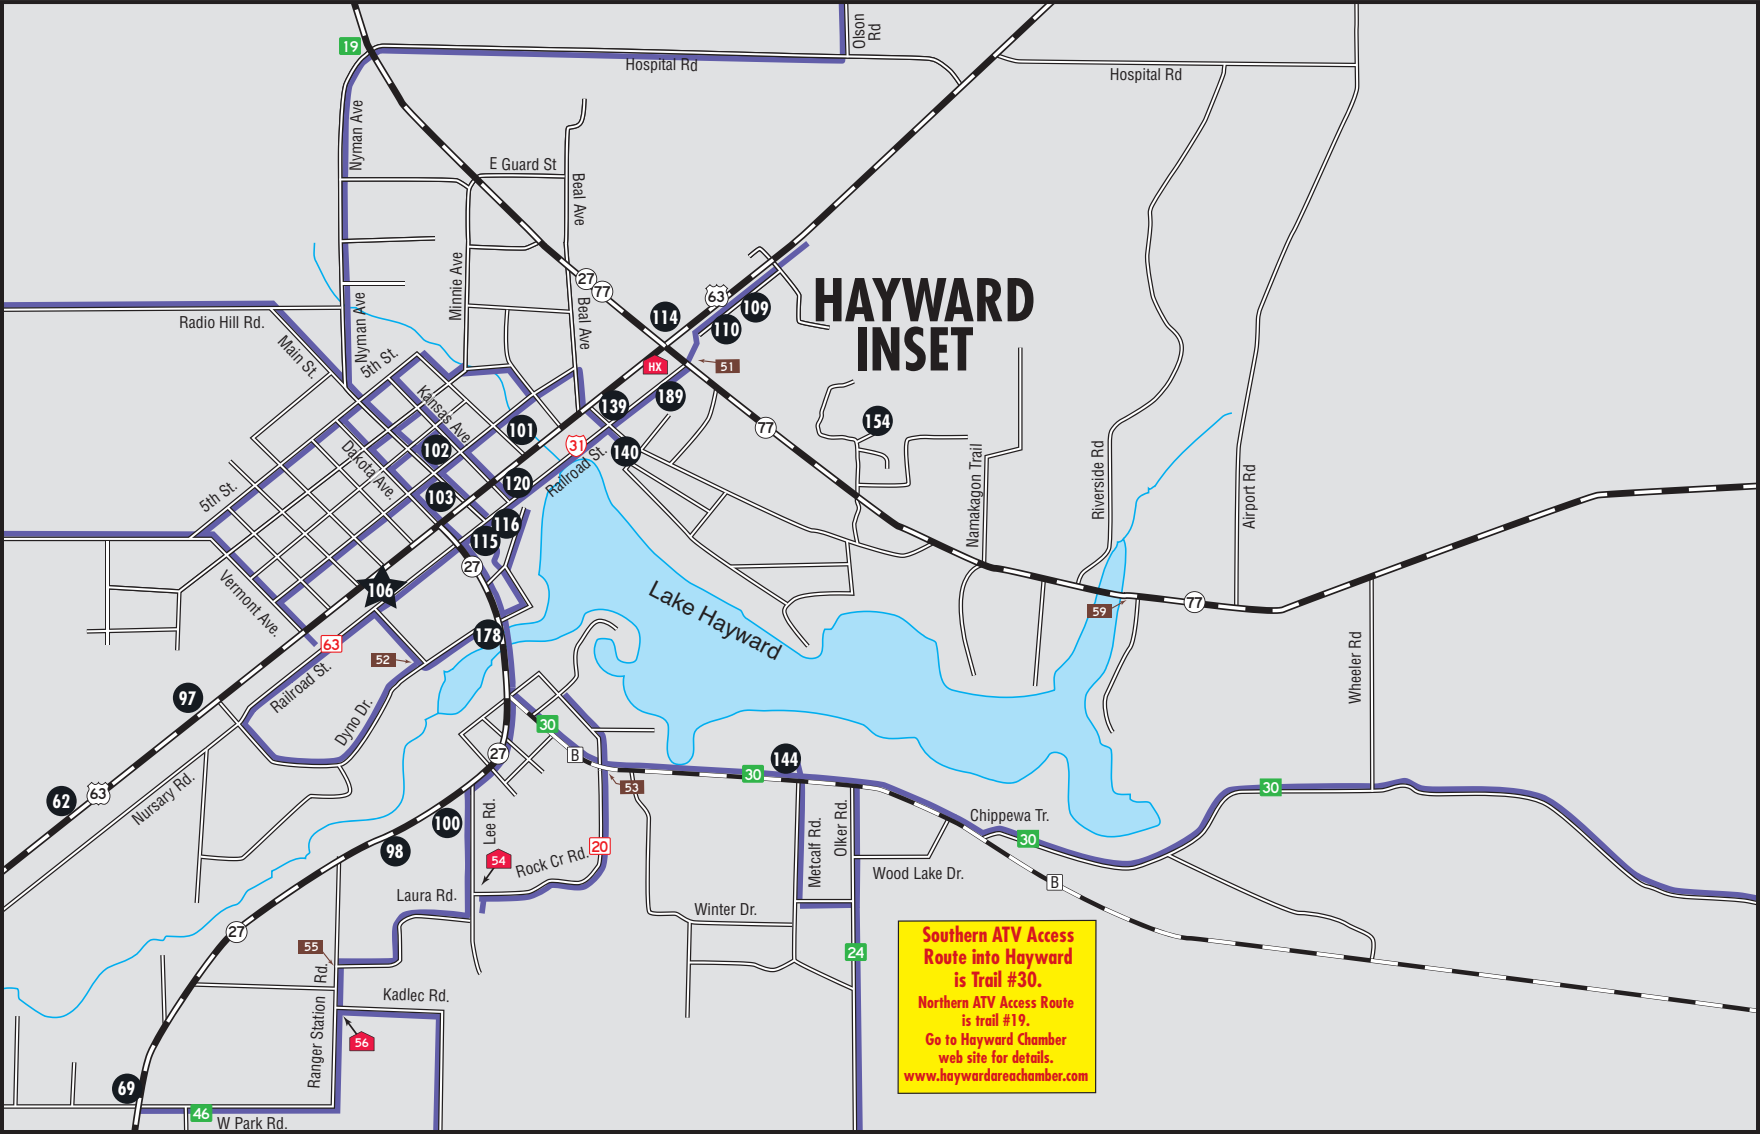 19
Olson
Rd
Hospital Rd
Hospital Rd
Nyman Ave
E Guard St
Beal Ave
Minnie Ave
27
77
63
HAYWARD
INSET
109
114
110
Beal Ave
Radio Hill Rd.
Nyman Ave
Main St.
5th St.
HX
51
Kansas Ave
139
189
101
154
77
31
102
140
Dakota Ave.
Railroad St.
Namakagon Trail
Riverside Rd
Airport Rd
5th St.
103
120
116
115
27
106
Vermont Ave.
Lake Hayward
59
77
178
63
52
Wheeler Rd
97
Railroad St.
Dyno Dr.
30
27
B
144
30
53
30
62
63
Nursary Rd.
100
98
Lee Rd.
20
54
Rock Cr Rd.
Metcalf Rd.
Olker Rd.
Chippewa Tr.
30
Wood Lake Dr.
B
Laura Rd.
Winter Dr.
27
55
24
Southern ATV Access
Route into Hayward
is Trail #30.
Northern ATV Access Route
is trail #19.
Go to Hayward Chamber
web site for details.
www.haywardareachamber.com
Ranger Station Rd.
Kadlec Rd.
56
69
46
W Park Rd.